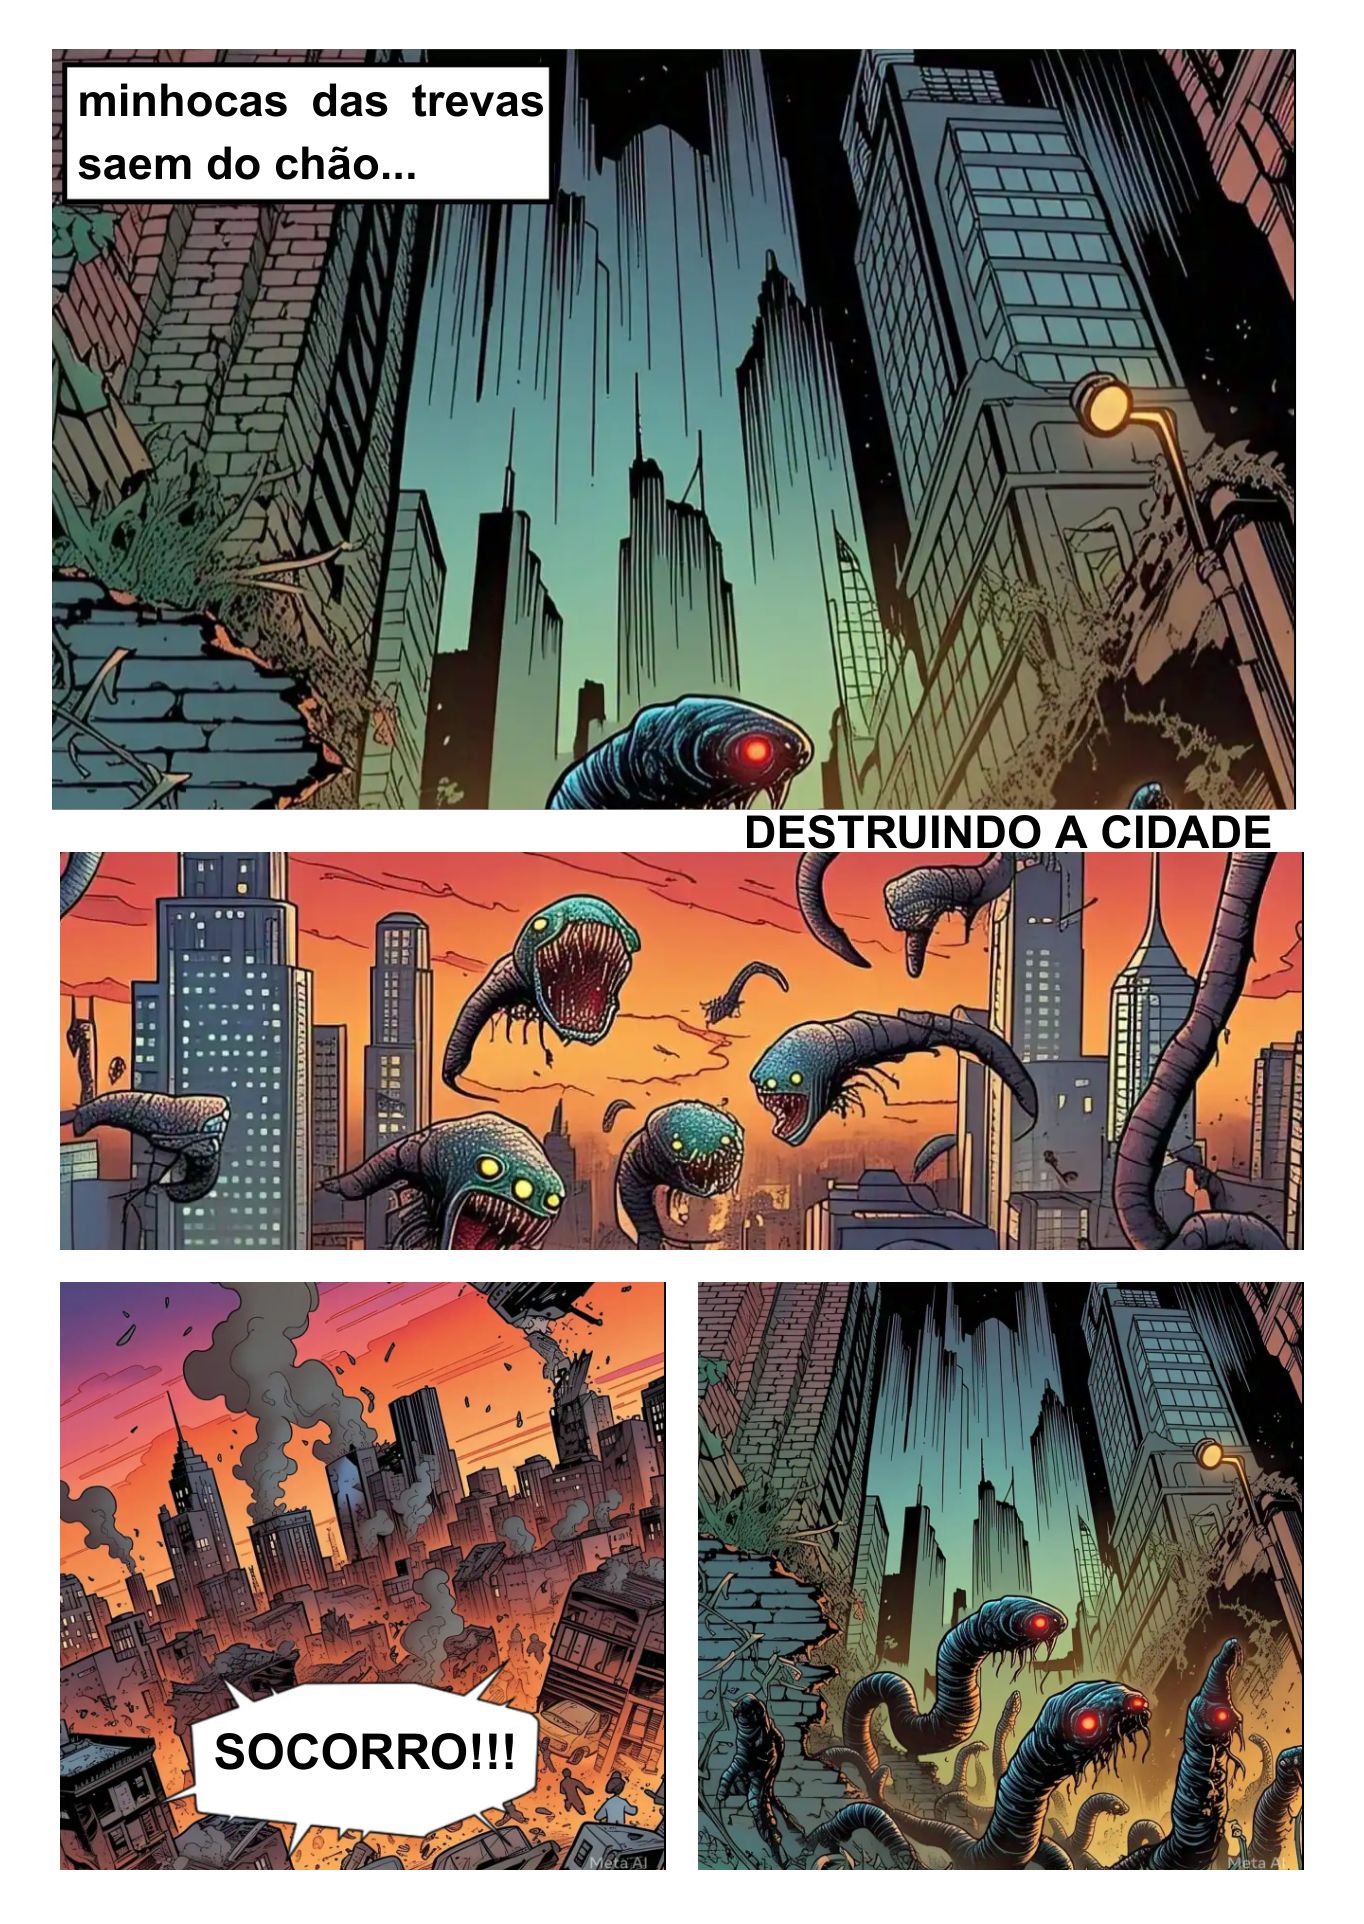 minhocas das trevas
saem do chão...
DESTRUINDO A CIDADE
SOCORRO!!!
Meta AI
Meta AI